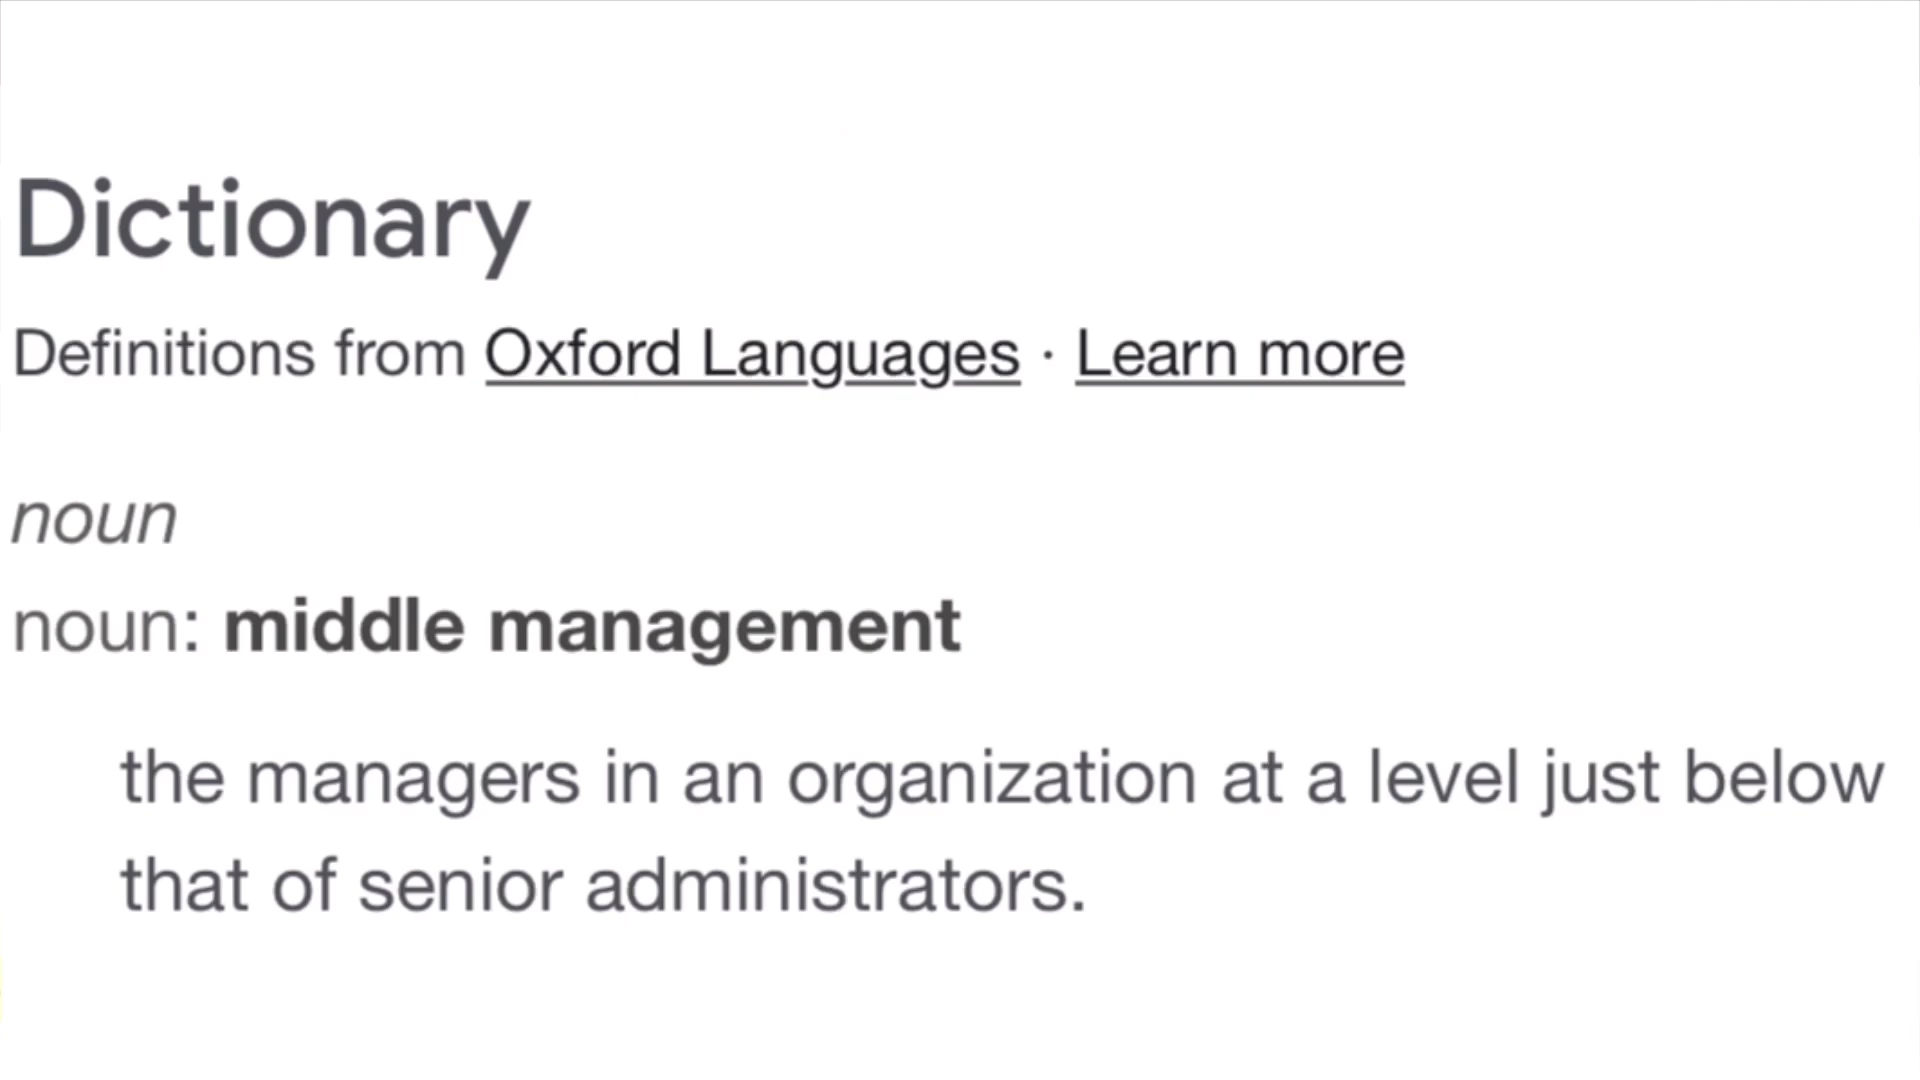 Dictionary
Definitions from Oxford Languages · Learn more
noun
noun: middle management
the managers in an organization at a level just below
that of senior administrators.